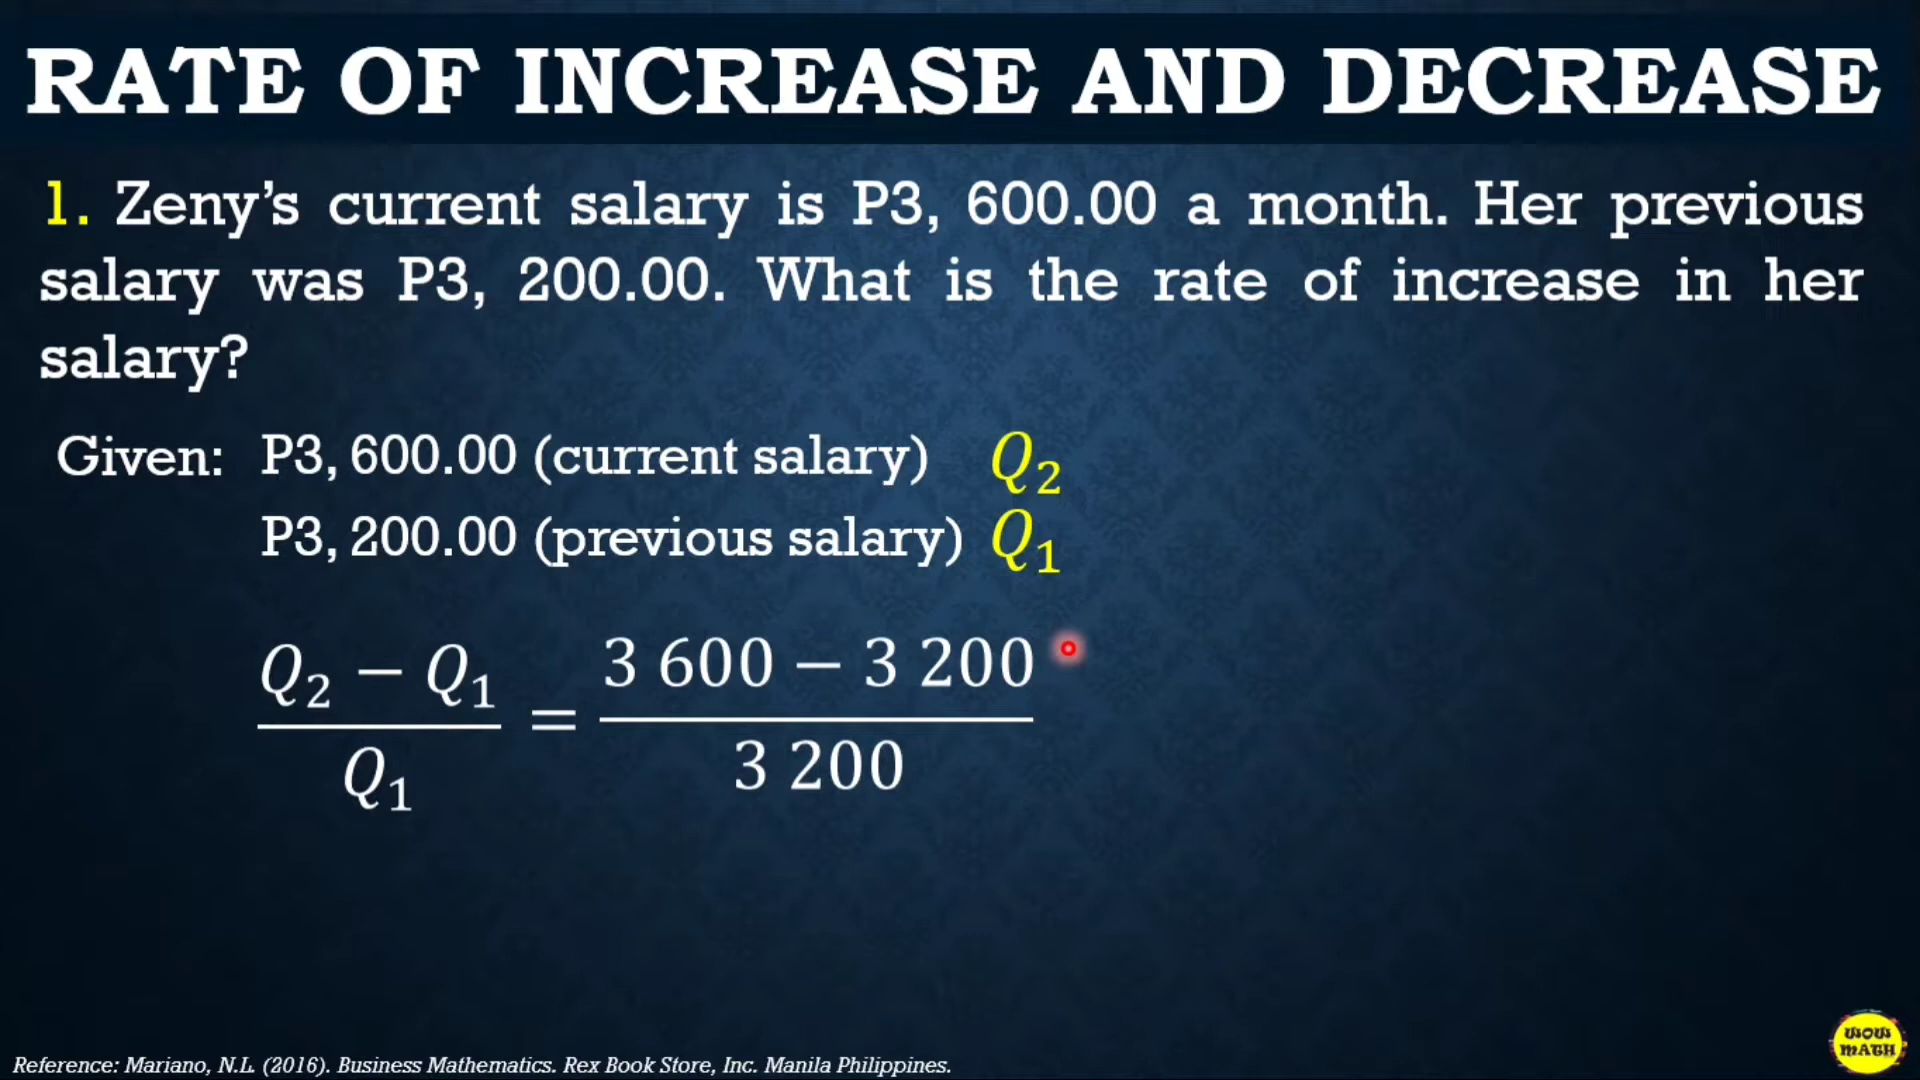 RATE OF INCREASE AND DECREASE
1. Zeny's current salary is P3, 600.00 a month. Her previous
salary was P3, 200.00. What is the rate of increase in her
salary?
Given: P3, 600.00 (current salary) Q₂
P3, 200.00 (previous salary) Q₁
Q₂ − Q₁ 3 600 − 3 200
=
Q₁ 3 200
WOW
MATH
Reference: Mariano, N.L. (2016). Business Mathematics. Rex Book Store, Inc. Manila Philippines.